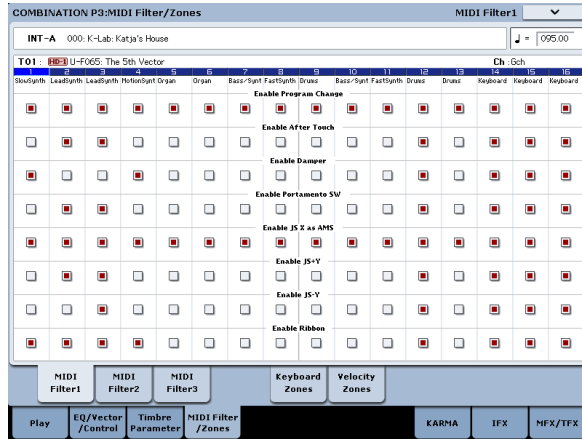 COMBINATION P3:MIDI Filter/Zones MIDI Filter1
INT-A 000: K-Lab: Katja's House ♩= 095.00
T01 : HD-1 U-F065: The 5th Vector Ch :Gch
1 2 3 4 5 6 7 8 9 10 11 12 13 14 15 16
SlowSynth LeadSynth LeadSynth MotionSynt Organ Organ Bass/Synt FastSynth Drums Bass/Synt FastSynth Drums Drums Keyboard Keyboard Keyboard
Enable Program Change
Enable After Touch
Enable Damper
Enable Portamento SW
Enable JS X as AMS
Enable JS+Y
Enable JS-Y
Enable Ribbon
MIDI Filter1 MIDI Filter2 MIDI Filter3 Keyboard Zones Velocity Zones
Play EQ/Vector /Control Timbre Parameter MIDI Filter /Zones KARMA IFX MFX/TFX